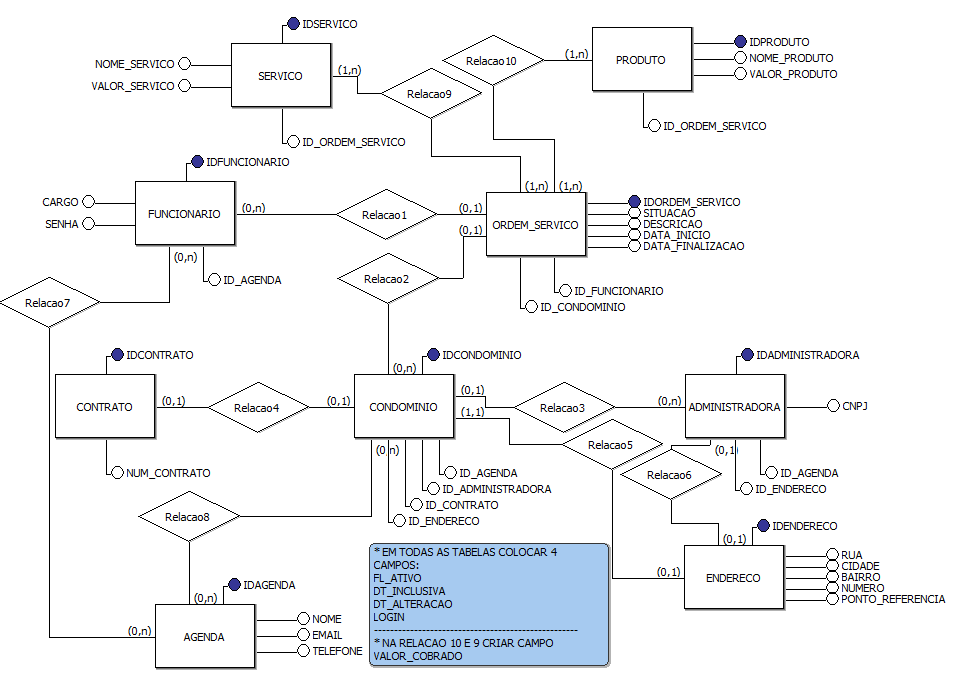 IDSERVICO
NOME_SERVICO
VALOR_SERVICO
SERVICO
(1,n)
ID_ORDEM_SERVICO
Relacao9
Relacao10
(1,n)
PRODUTO
IDPRODUTO
NOME_PRODUTO
VALOR_PRODUTO
ID_ORDEM_SERVICO
IDFUNCIONARIO
CARGO
SENHA
FUNCIONARIO
(0,n)
(0,n)
ID_AGENDA
Relacao1
(0,1)
(0,1)
(1,n)
(1,n)
ORDEM_SERVICO
IDORDEM_SERVICO
SITUACAO
DESCRICAO
DATA_INICIO
DATA_FINALIZACAO
ID_FUNCIONARIO
ID_CONDOMINIO
Relacao2
Relacao7
IDCONTRATO
CONTRATO
(0,1)
NUM_CONTRATO
Relacao4
(0,1)
(0,n)
IDCONDOMINIO
CONDOMINIO
(0,1)
(1,1)
(0,n)
ID_AGENDA
ID_ADMINISTRADORA
ID_CONTRATO
ID_ENDERECO
Relacao3
(0,n)
IDADMINISTRADORA
ADMINISTRADORA
CNPJ
(0,1)
ID_AGENDA
ID_ENDERECO
Relacao5
Relacao6
Relacao8
IDENDERECO
(0,1)
(0,1)
ENDERECO
RUA
CIDADE
BAIRRO
NUMERO
PONTO_REFERENCIA
IDAGENDA
(0,n)
(0,n)
AGENDA
NOME
EMAIL
TELEFONE
* EM TODAS AS TABELAS COLOCAR 4
CAMPOS:
FL_ATIVO
DT_INCLUSIVA
DT_ALTERACAO
LOGIN
------------------------------------------------
* NA RELACAO 10 E 9 CRIAR CAMPO
VALOR_COBRADO